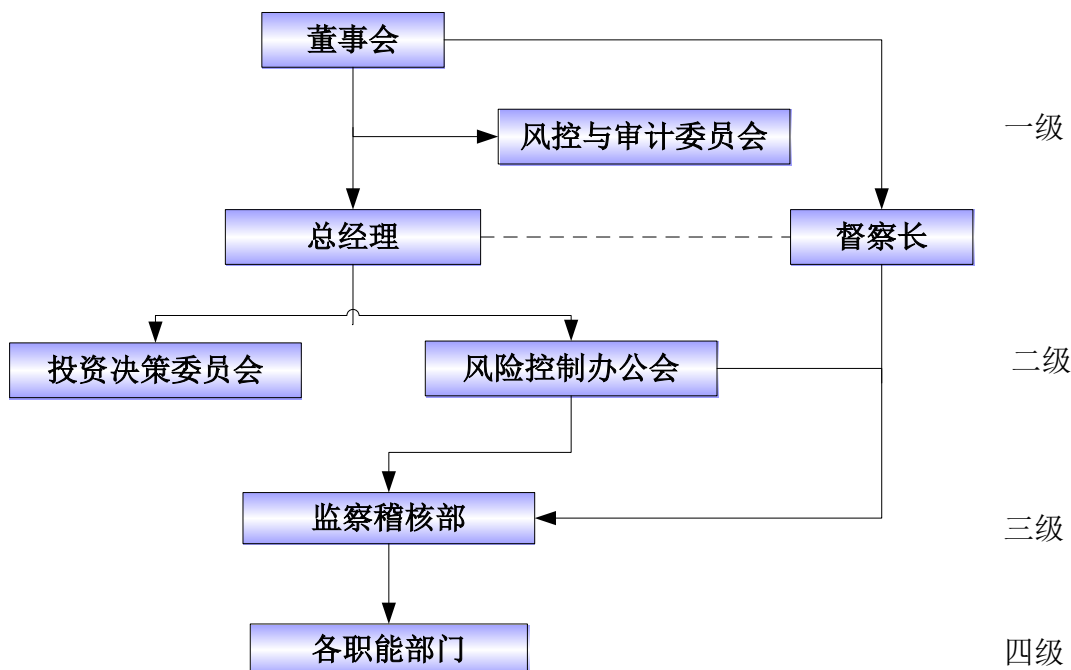 董事会
风控与审计委员会
一级
总经理
督察长
投资决策委员会
风险控制办公会
二级
监察稽核部
三级
各职能部门
四级